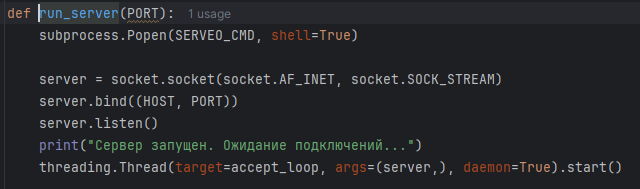 def run_server(PORT): 1 usage
    subprocess.Popen(SERVEO_CMD, shell=True)
    server = socket.socket(socket.AF_INET, socket.SOCK_STREAM)
    server.bind((HOST, PORT))
    server.listen()
    print("Сервер запущен. Ожидание подключений...")
    threading.Thread(target=accept_loop, args=(server,), daemon=True).start()